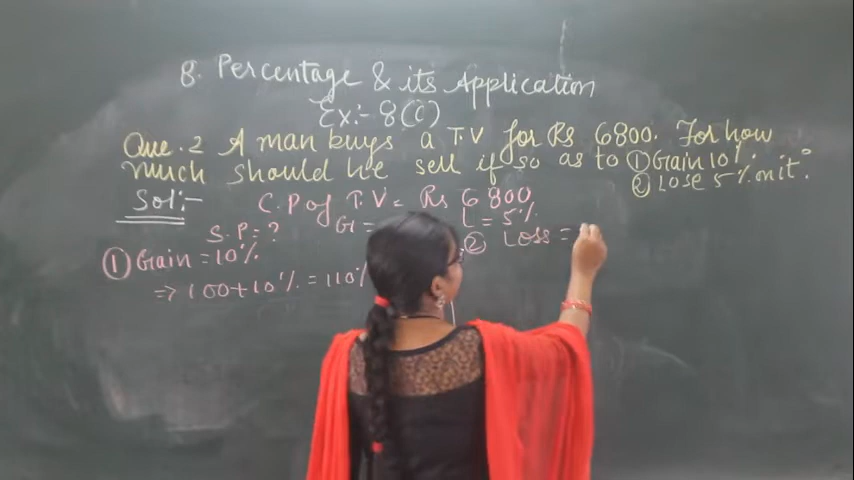 8. Percentage & its Application
Ex:- 8(C)
Que. 2 A man buys a T.V for Rs 6800. For how
much should he sell it so as to ① Gain 10%
② Lose 5% on it.
Sol:- C.P of T.V = Rs 6800
S.P = ? G = L = 5%
① Gain = 10% ② Loss =
⇒ 100+10% = 110%